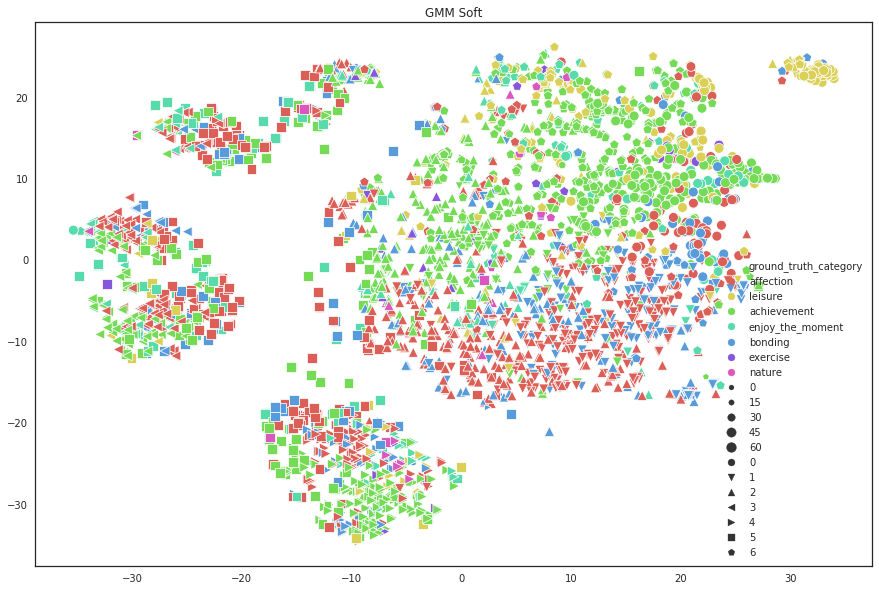 GMM Soft
20
10
0
−10
−20
−30
−30
−20
−10
0
10
20
30
ground_truth_category
affection
leisure
achievement
enjoy_the_moment
bonding
exercise
nature
0
15
30
45
60
0
1
2
3
4
5
6